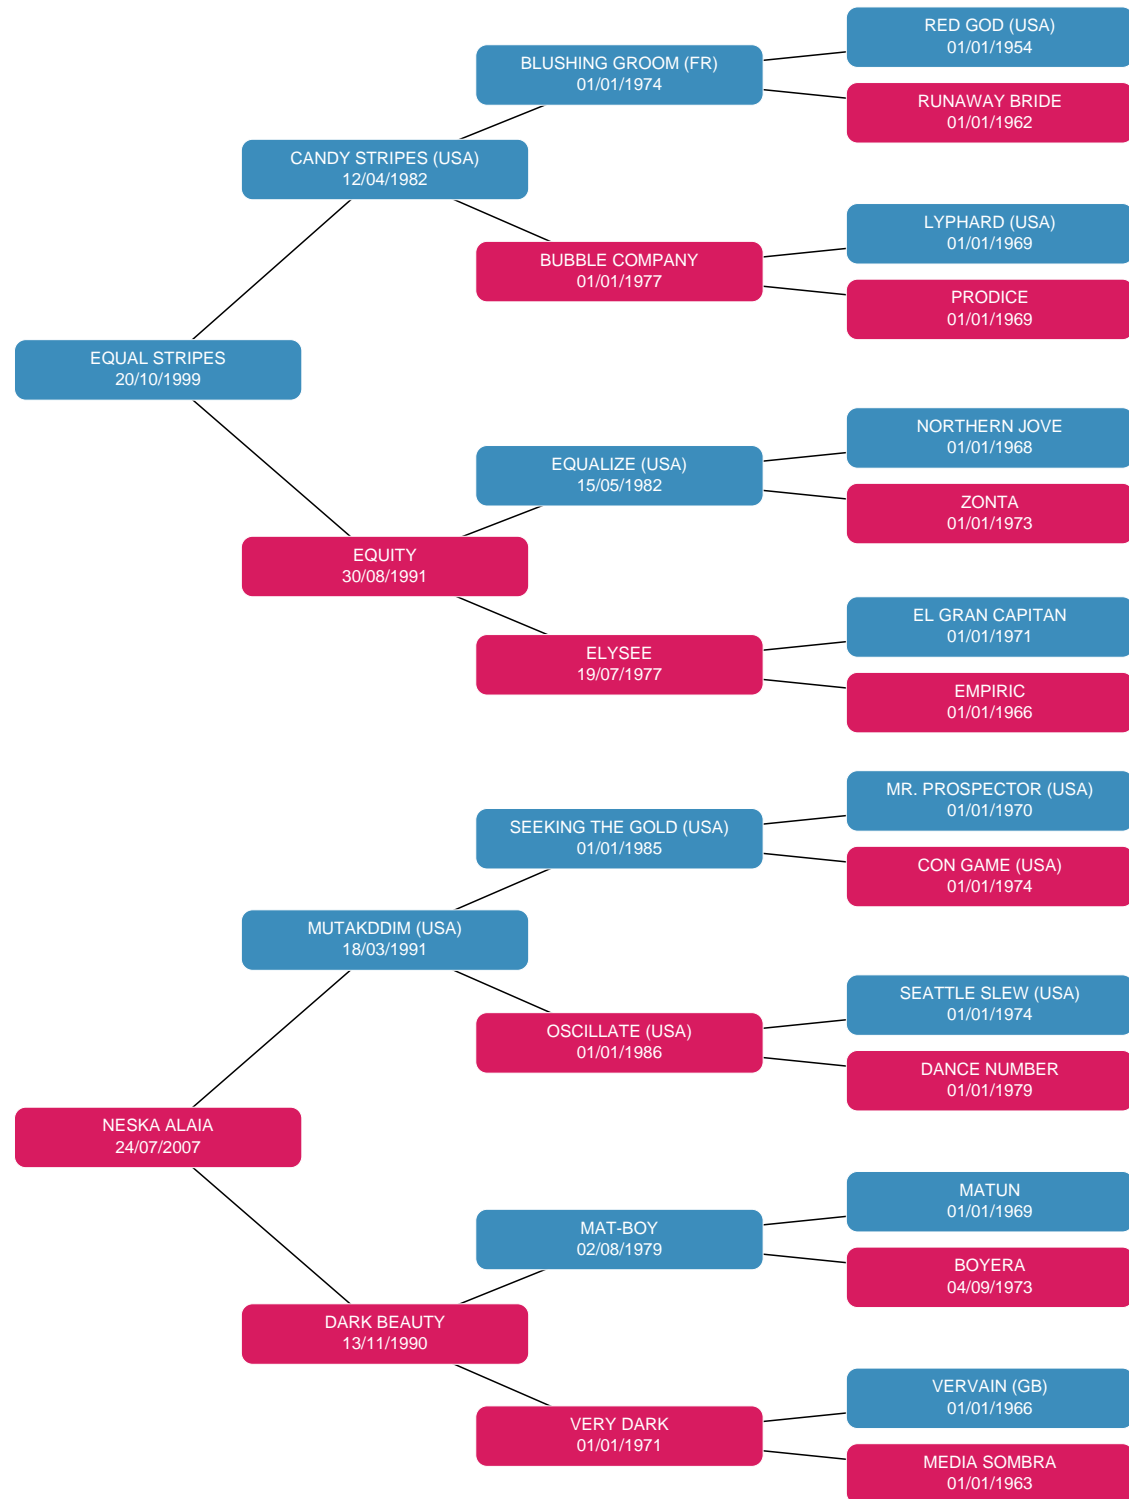 RED GOD (USA)
01/01/1954
BLUSHING GROOM (FR)
01/01/1974
RUNAWAY BRIDE
01/01/1962
CANDY STRIPES (USA)
12/04/1982
LYPHARD (USA)
01/01/1969
BUBBLE COMPANY
01/01/1977
PRODICE
01/01/1969
EQUAL STRIPES
20/10/1999
NORTHERN JOVE
01/01/1968
EQUALIZE (USA)
15/05/1982
ZONTA
01/01/1973
EQUITY
30/08/1991
EL GRAN CAPITAN
01/01/1971
ELYSEE
19/07/1977
EMPIRIC
01/01/1966
MR. PROSPECTOR (USA)
01/01/1970
SEEKING THE GOLD (USA)
01/01/1985
CON GAME (USA)
01/01/1974
MUTAKDDIM (USA)
18/03/1991
SEATTLE SLEW (USA)
01/01/1974
OSCILLATE (USA)
01/01/1986
DANCE NUMBER
01/01/1979
NESKA ALAIA
24/07/2007
MATUN
01/01/1969
MAT-BOY
02/08/1979
BOYERA
04/09/1973
DARK BEAUTY
13/11/1990
VERVAIN (GB)
01/01/1966
VERY DARK
01/01/1971
MEDIA SOMBRA
01/01/1963